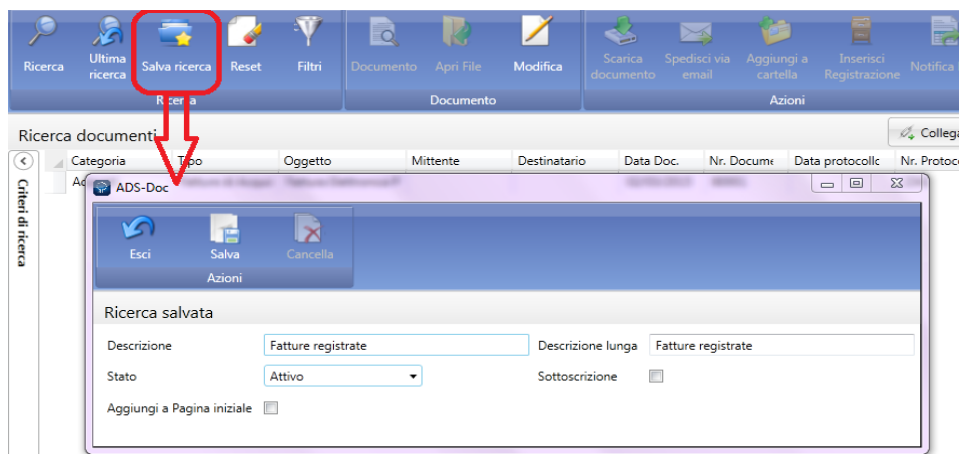 Ricerca
Ultima
ricerca
Salva ricerca
Reset
Filtri
Documento
Apri File
Modifica
Scarica
documento
Spedisci via
email
Aggiungi a
cartella
Inserisci
Registrazione
Notifica
Ricerca
Documento
Azioni
Ricerca documenti
Collega
Categoria Tipo Oggetto Mittente Destinatario Data Doc. Nr. Docume Data protocollc Nr. Protoco
Criteri di ricerca
ADS-Doc
Esci Salva Cancella
Azioni
Ricerca salvata
Descrizione Fatture registrate Descrizione lunga Fatture registrate
Stato Attivo Sottoscrizione
Aggiungi a Pagina iniziale